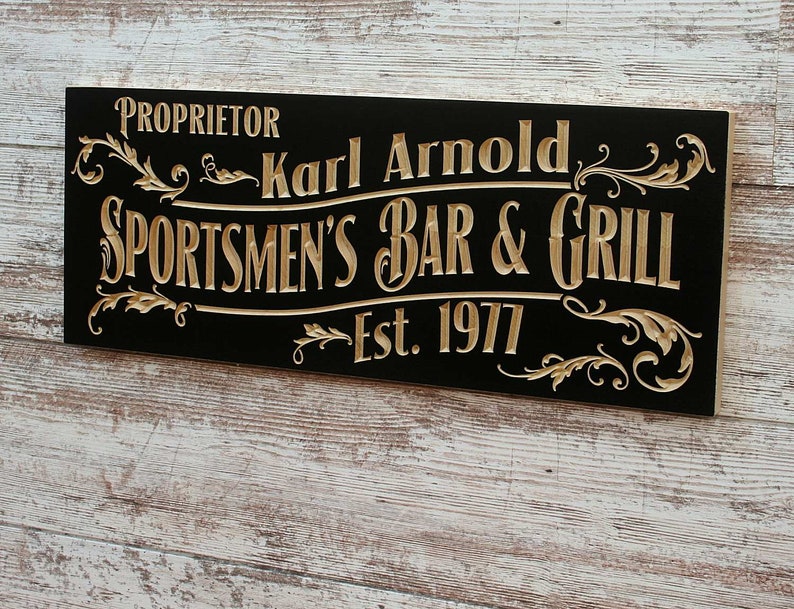 Proprietor
Karl Arnold
Sportsmen's Bar & Grill
Est. 1977